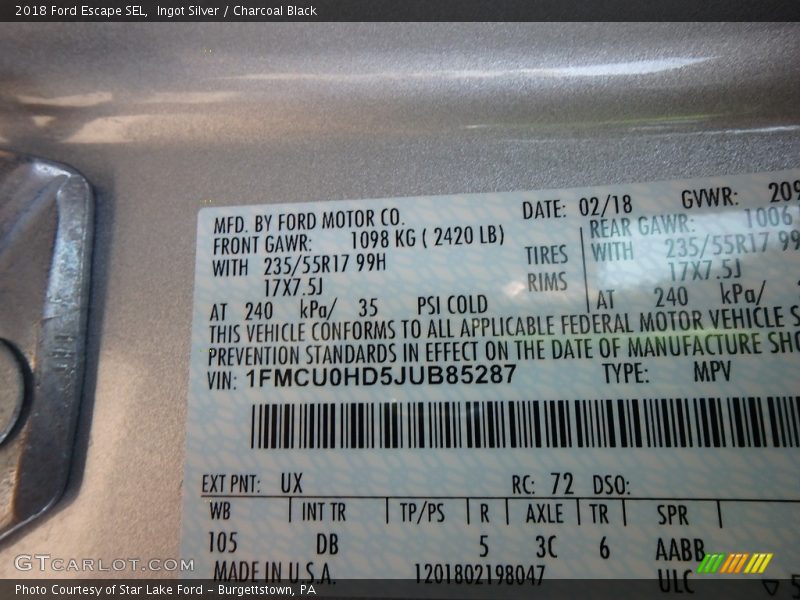 2018 Ford Escape SEL, Ingot Silver / Charcoal Black
MFD. BY FORD MOTOR CO. DATE: 02/18 GVWR:
FRONT GAWR: 1098 KG ( 2420 LB) REAR GAWR: 1006
WITH 235/55R17 99H TIRES WITH 235/55R17
17X7.5J RIMS 17X7.5J
AT 240 kPa/ 35 PSI COLD AT 240 kPa/
THIS VEHICLE CONFORMS TO ALL APPLICABLE FEDERAL MOTOR VEHICLE
PREVENTION STANDARDS IN EFFECT ON THE DATE OF MANUFACTURE
VIN: 1FMCU0HD5JUB85287 TYPE: MPV
EXT PNT: UX RC: 72 DSO:
WB INT TR TP/PS R AXLE TR SPR
105 DB 5 3C 6 AABB
MADE IN U.S.A. 1201802198047 ULC
GTCARLOT.COM
Photo Courtesy of Star Lake Ford – Burgettstown, PA